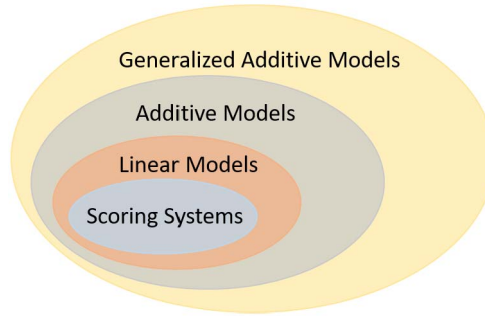 Generalized Additive Models
Additive Models
Linear Models
Scoring Systems